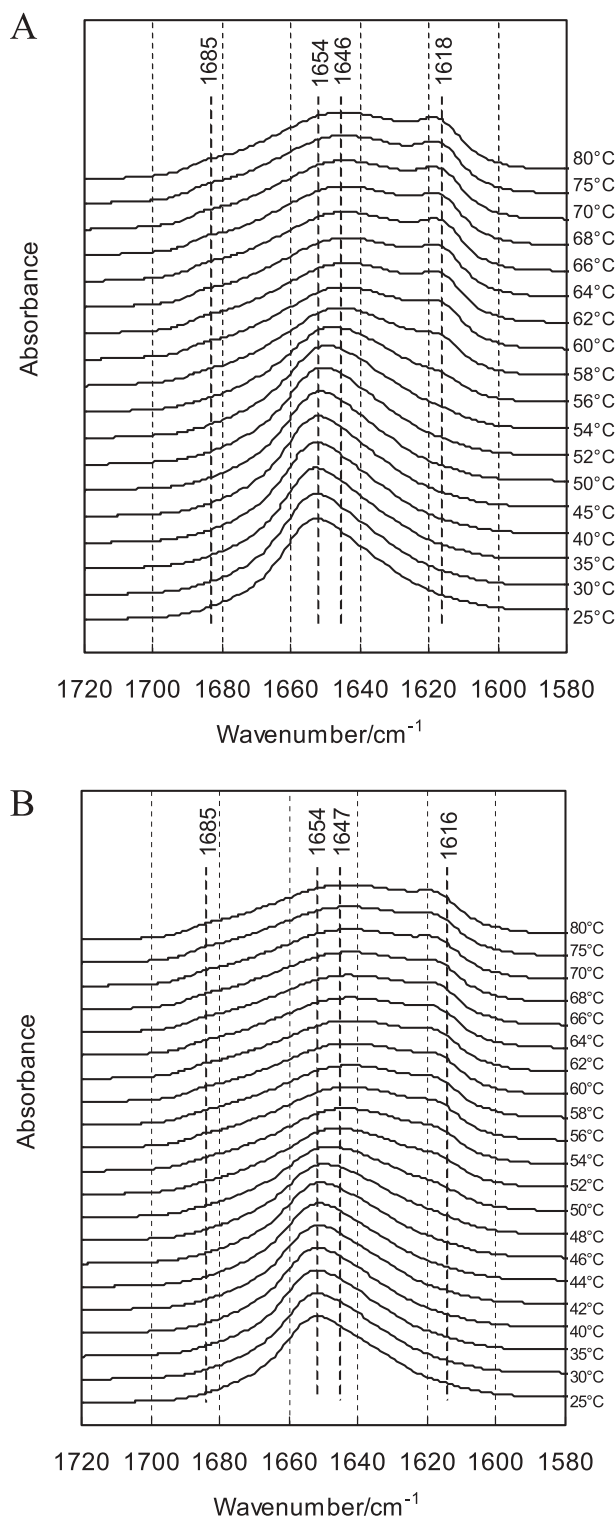 A
1685
1654
1646
1618
Absorbance
80°C
75°C
70°C
68°C
66°C
64°C
62°C
60°C
58°C
56°C
54°C
52°C
50°C
45°C
40°C
35°C
30°C
25°C
1720 1700 1680 1660 1640 1620 1600 1580
Wavenumber/cm⁻¹
B
1685
1654
1647
1616
Absorbance
80°C
75°C
70°C
68°C
66°C
64°C
62°C
60°C
58°C
56°C
54°C
52°C
50°C
48°C
46°C
44°C
42°C
40°C
35°C
30°C
25°C
1720 1700 1680 1660 1640 1620 1600 1580
Wavenumber/cm⁻¹